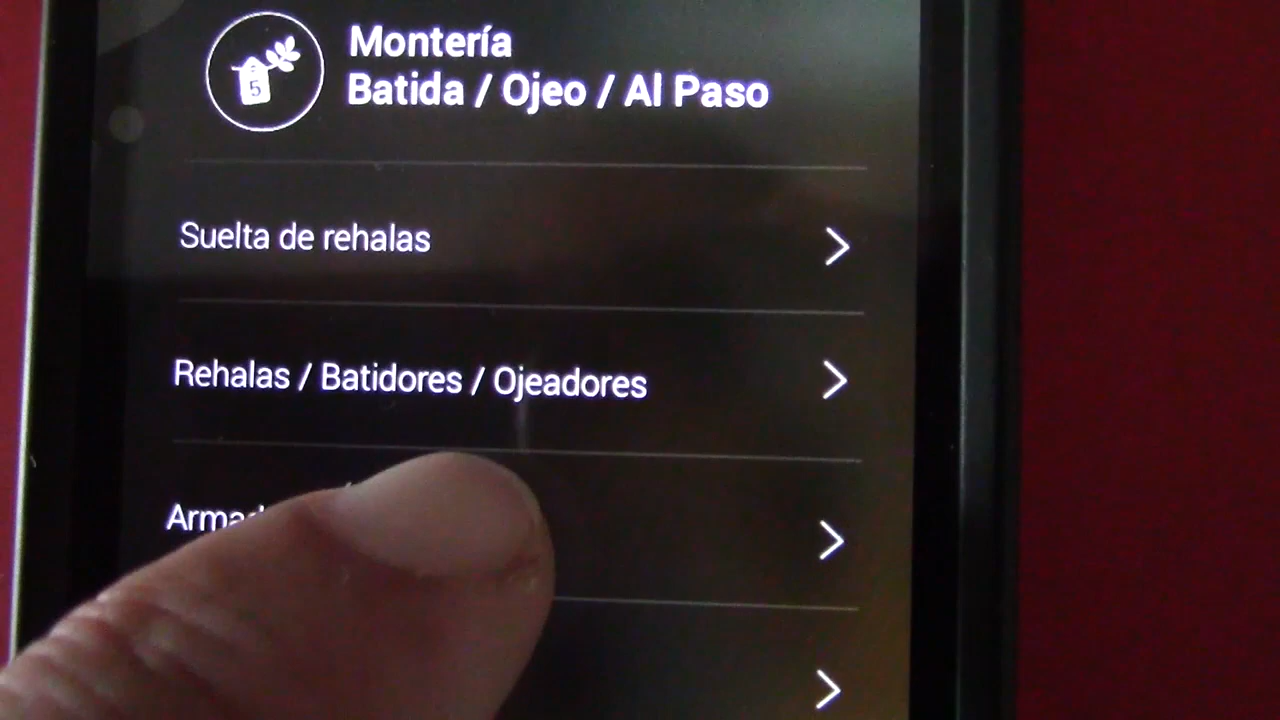 5
Montería
Batida / Ojeo / Al Paso
Suelta de rehalas
Rehalas / Batidores / Ojeadores